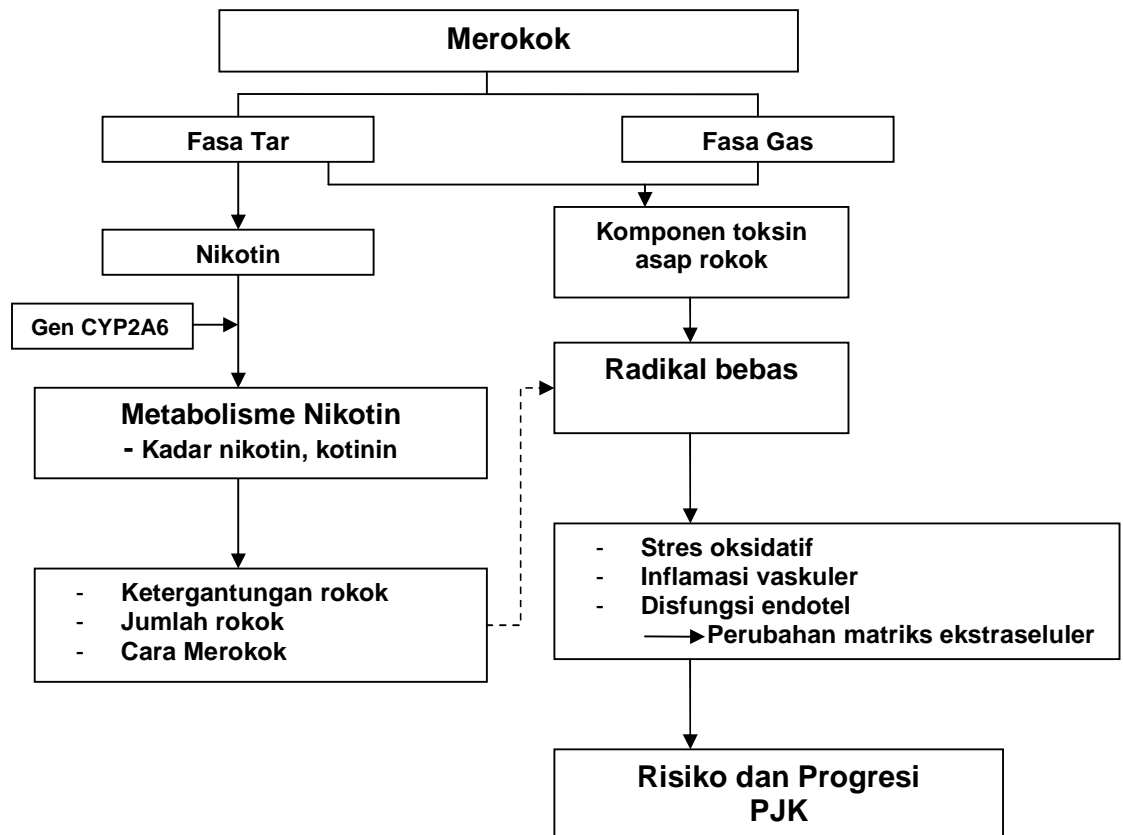 Merokok
Fasa Tar
Fasa Gas
Nikotin
Komponen toksin
asap rokok
Gen CYP2A6
Radikal bebas
Metabolisme Nikotin
- Kadar nikotin, kotinin
- Stres oksidatif
- Inflamasi vaskuler
- Disfungsi endotel
Perubahan matriks ekstraseluler
- Ketergantungan rokok
- Jumlah rokok
- Cara Merokok
Risiko dan Progresi
PJK